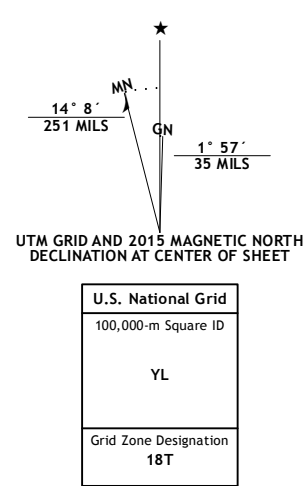 ★
MN
14° 8´
251 MILS
GN
1° 57´
35 MILS
UTM GRID AND 2015 MAGNETIC NORTH
DECLINATION AT CENTER OF SHEET
U.S. National Grid
100,000-m Square ID
YL
Grid Zone Designation
18T